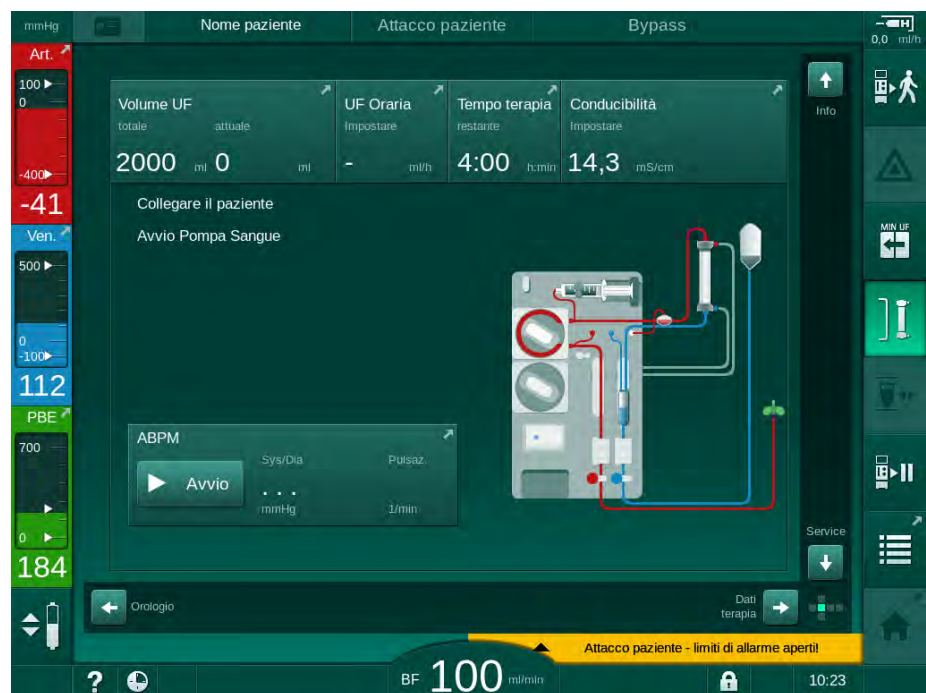 mmHg
Nome paziente
Attacco paziente
Bypass
0,0 ml/h
Art.
100
0
-400
-41
Ven.
500
0
-100
112
PBE
700
0
184
Volume UF
totale attuale
2000 ml 0 ml
UF Oraria
Impostare
- ml/h
Tempo terapia
restante
4:00 h:min
Conducibilità
Impostare
14,3 mS/cm
Info
Collegare il paziente
Avvio Pompa Sangue
MIN UF
ABPM
Sys/Dia Pulsaz.
Avvio . . .
mmHg 1/min
Service
Orologio
Dati
terapia
Attacco paziente - limiti di allarme aperti!
? BF 100 ml/min 10:23